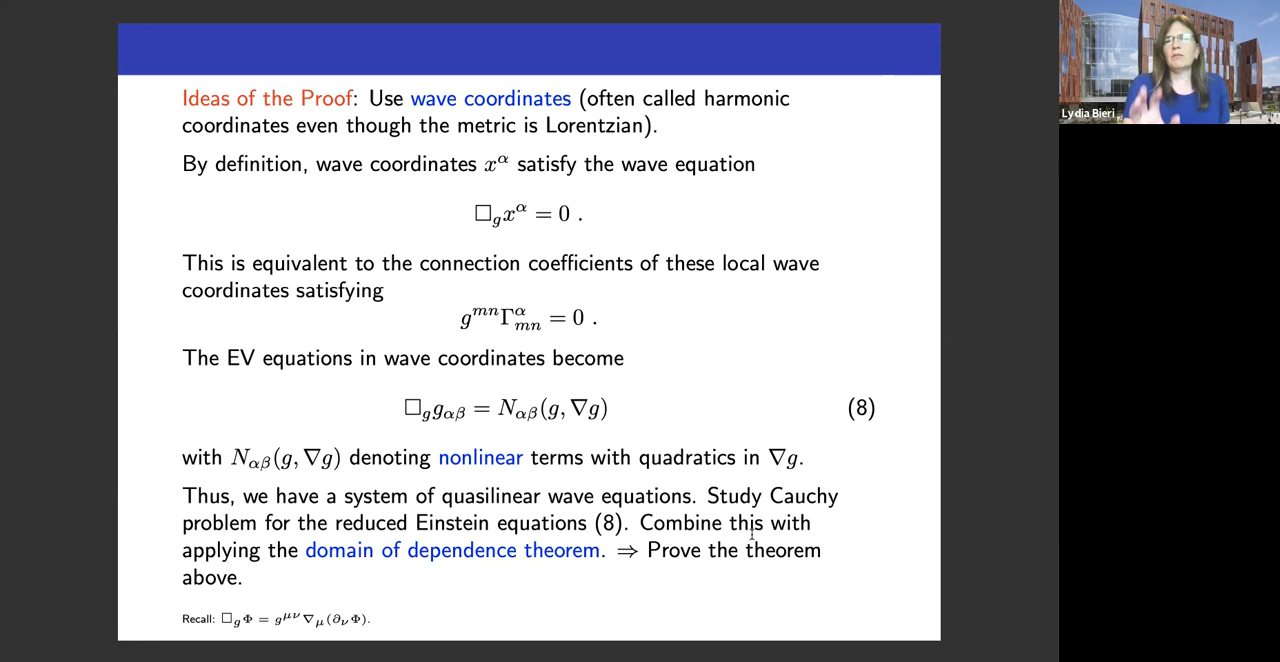 Ideas of the Proof: Use wave coordinates (often called harmonic
coordinates even though the metric is Lorentzian).
By definition, wave coordinates x^α satisfy the wave equation
□_g x^α = 0 .
This is equivalent to the connection coefficients of these local wave
coordinates satisfying
g^{mn}Γ^α_{mn} = 0 .
The EV equations in wave coordinates become
□_g g_{αβ} = N_{αβ}(g, ∇g) (8)
with N_{αβ}(g, ∇g) denoting nonlinear terms with quadratics in ∇g.
Thus, we have a system of quasilinear wave equations. Study Cauchy
problem for the reduced Einstein equations (8). Combine this with
applying the domain of dependence theorem. ⇒ Prove the theorem
above.
Recall: □_g Φ = g^{μν}∇_μ(∂_νΦ).
Lydia Bieri